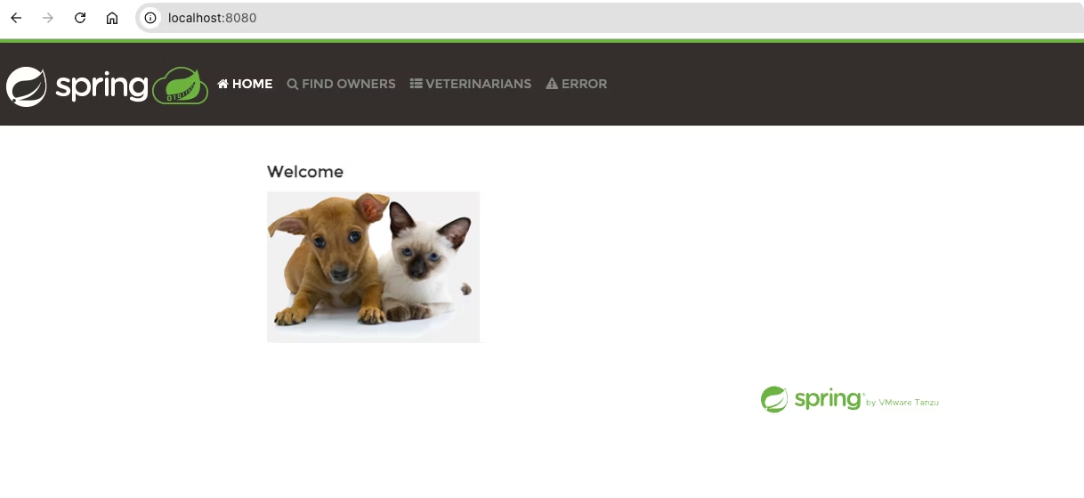 localhost:8080
spring HOME FIND OWNERS VETERINARIANS ERROR
Welcome
spring by VMware Tanzu